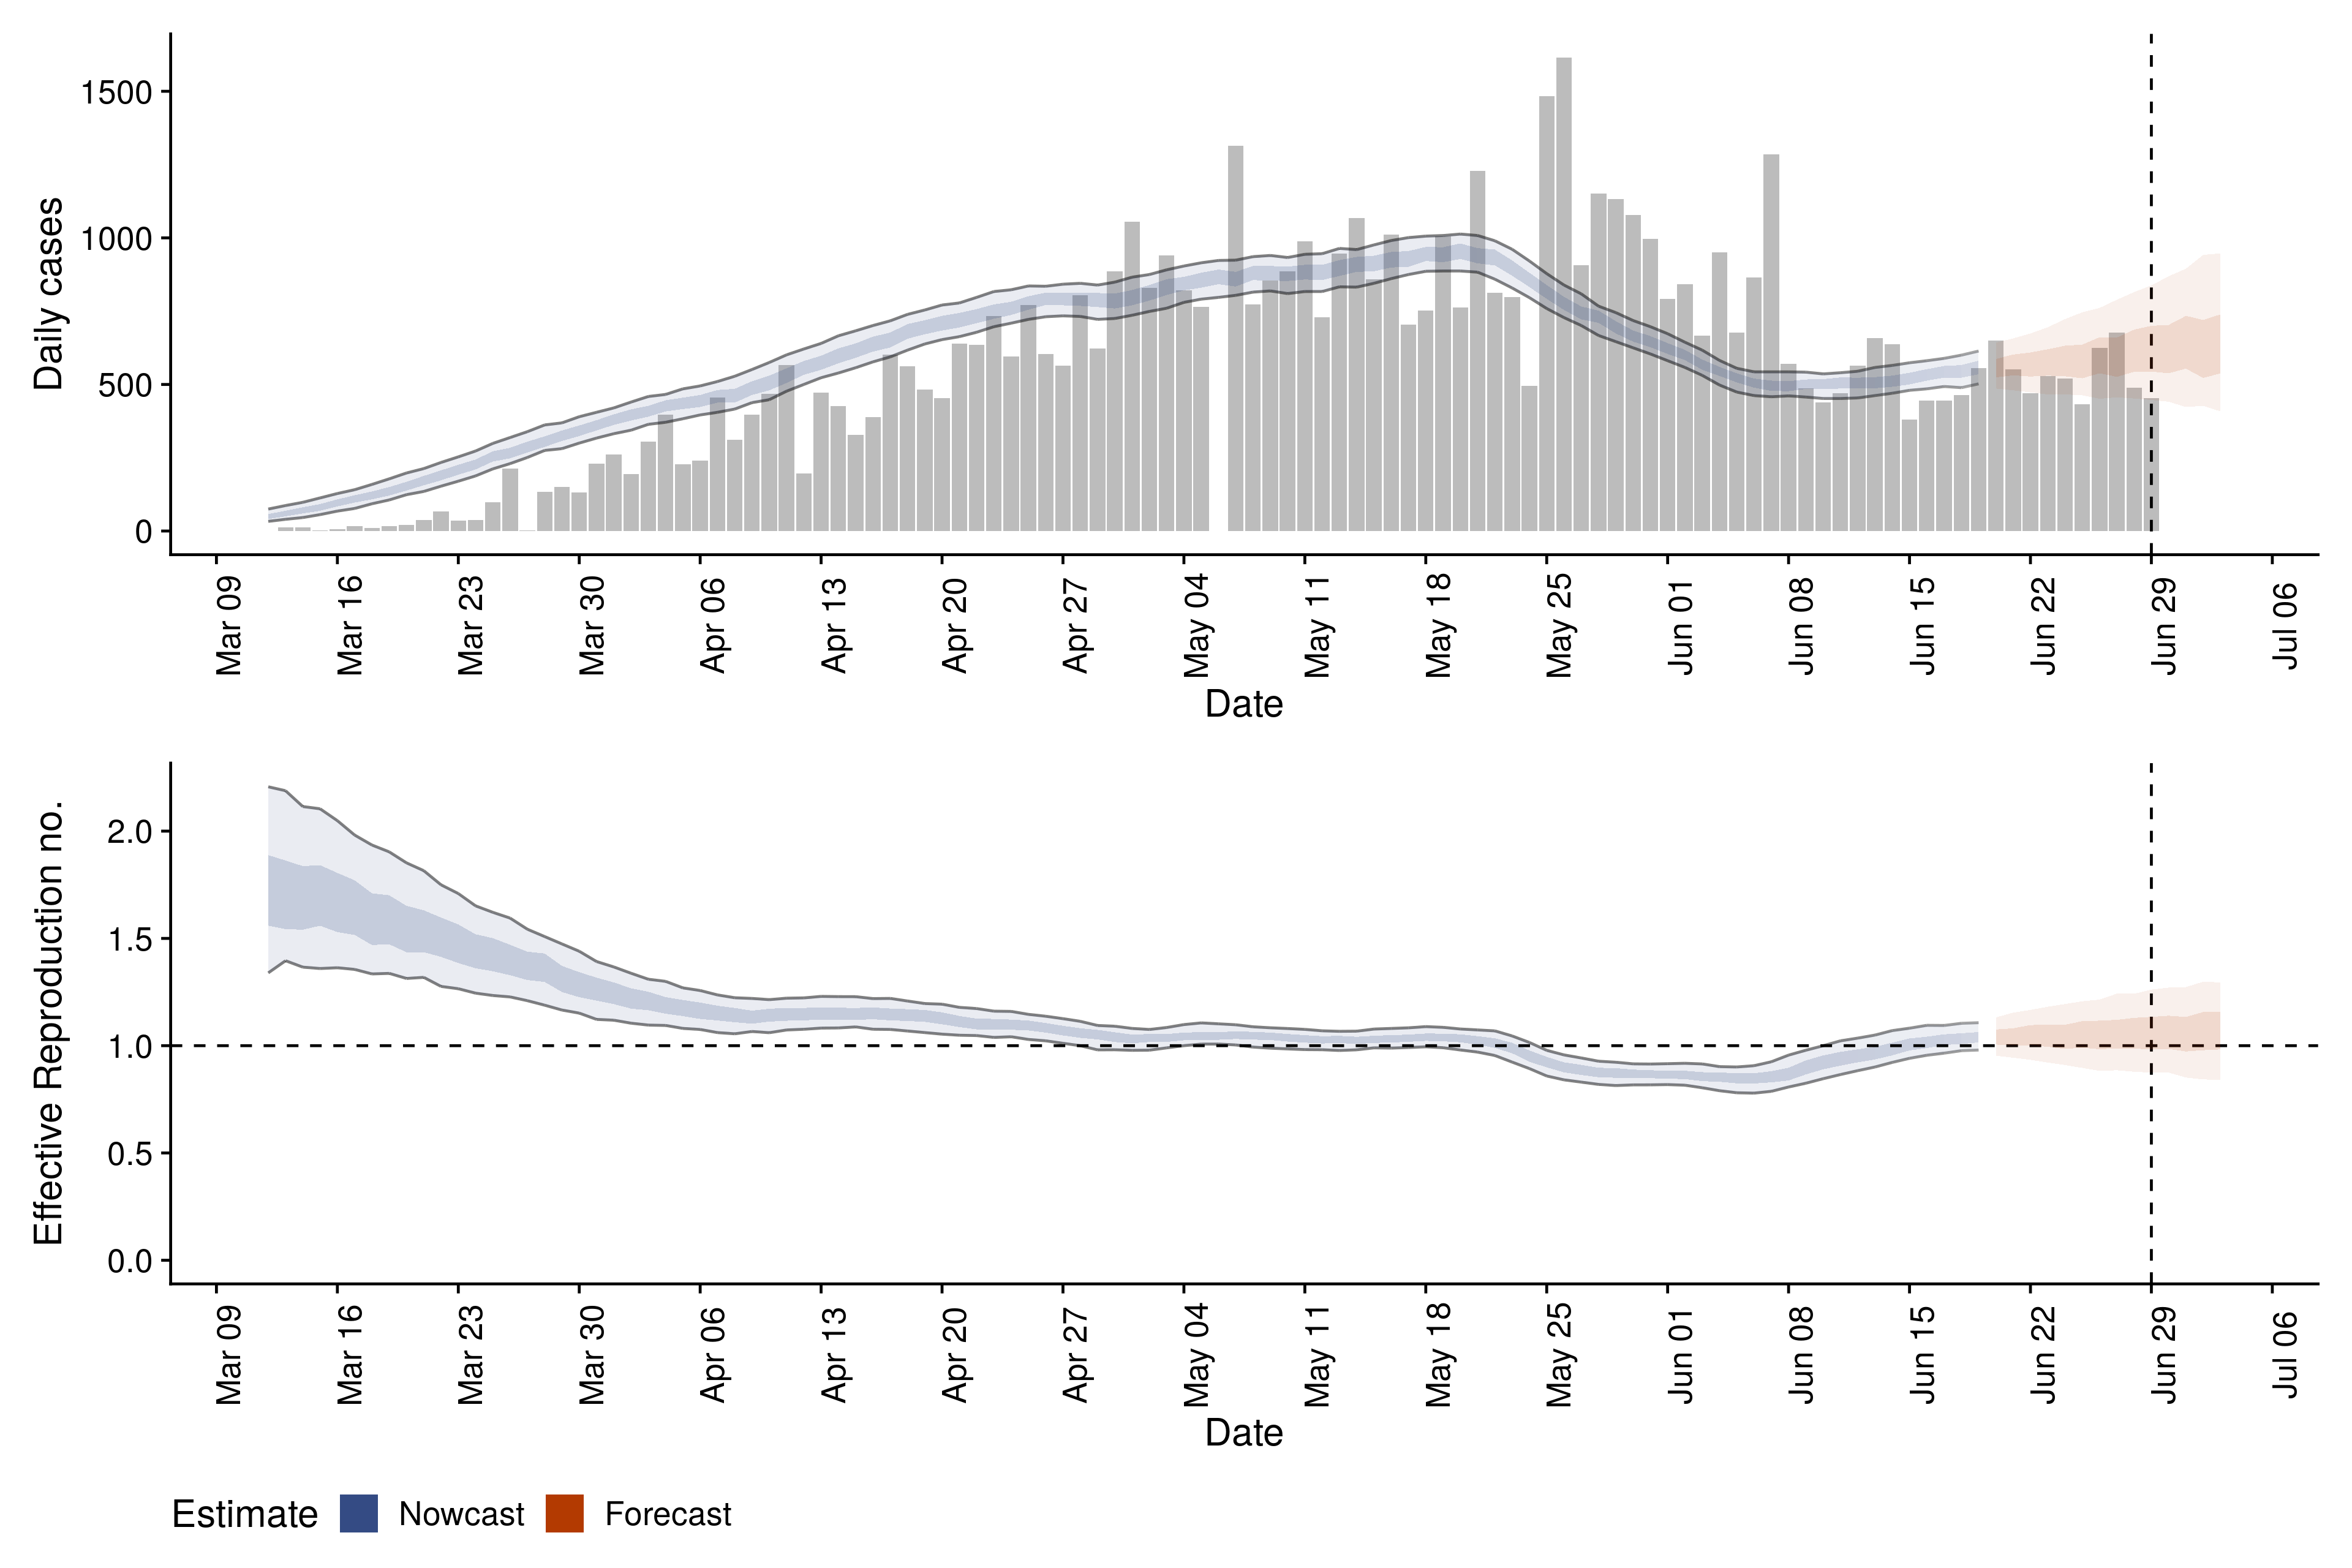 Daily cases
1500
1000
500
0
Mar 09
Mar 16
Mar 23
Mar 30
Apr 06
Apr 13
Apr 20
Apr 27
May 04
May 11
May 18
May 25
Jun 01
Jun 08
Jun 15
Jun 22
Jun 29
Jul 06
Date
Effective Reproduction no.
2.0
1.5
1.0
0.5
0.0
Mar 09
Mar 16
Mar 23
Mar 30
Apr 06
Apr 13
Apr 20
Apr 27
May 04
May 11
May 18
May 25
Jun 01
Jun 08
Jun 15
Jun 22
Jun 29
Jul 06
Date
Estimate Nowcast Forecast